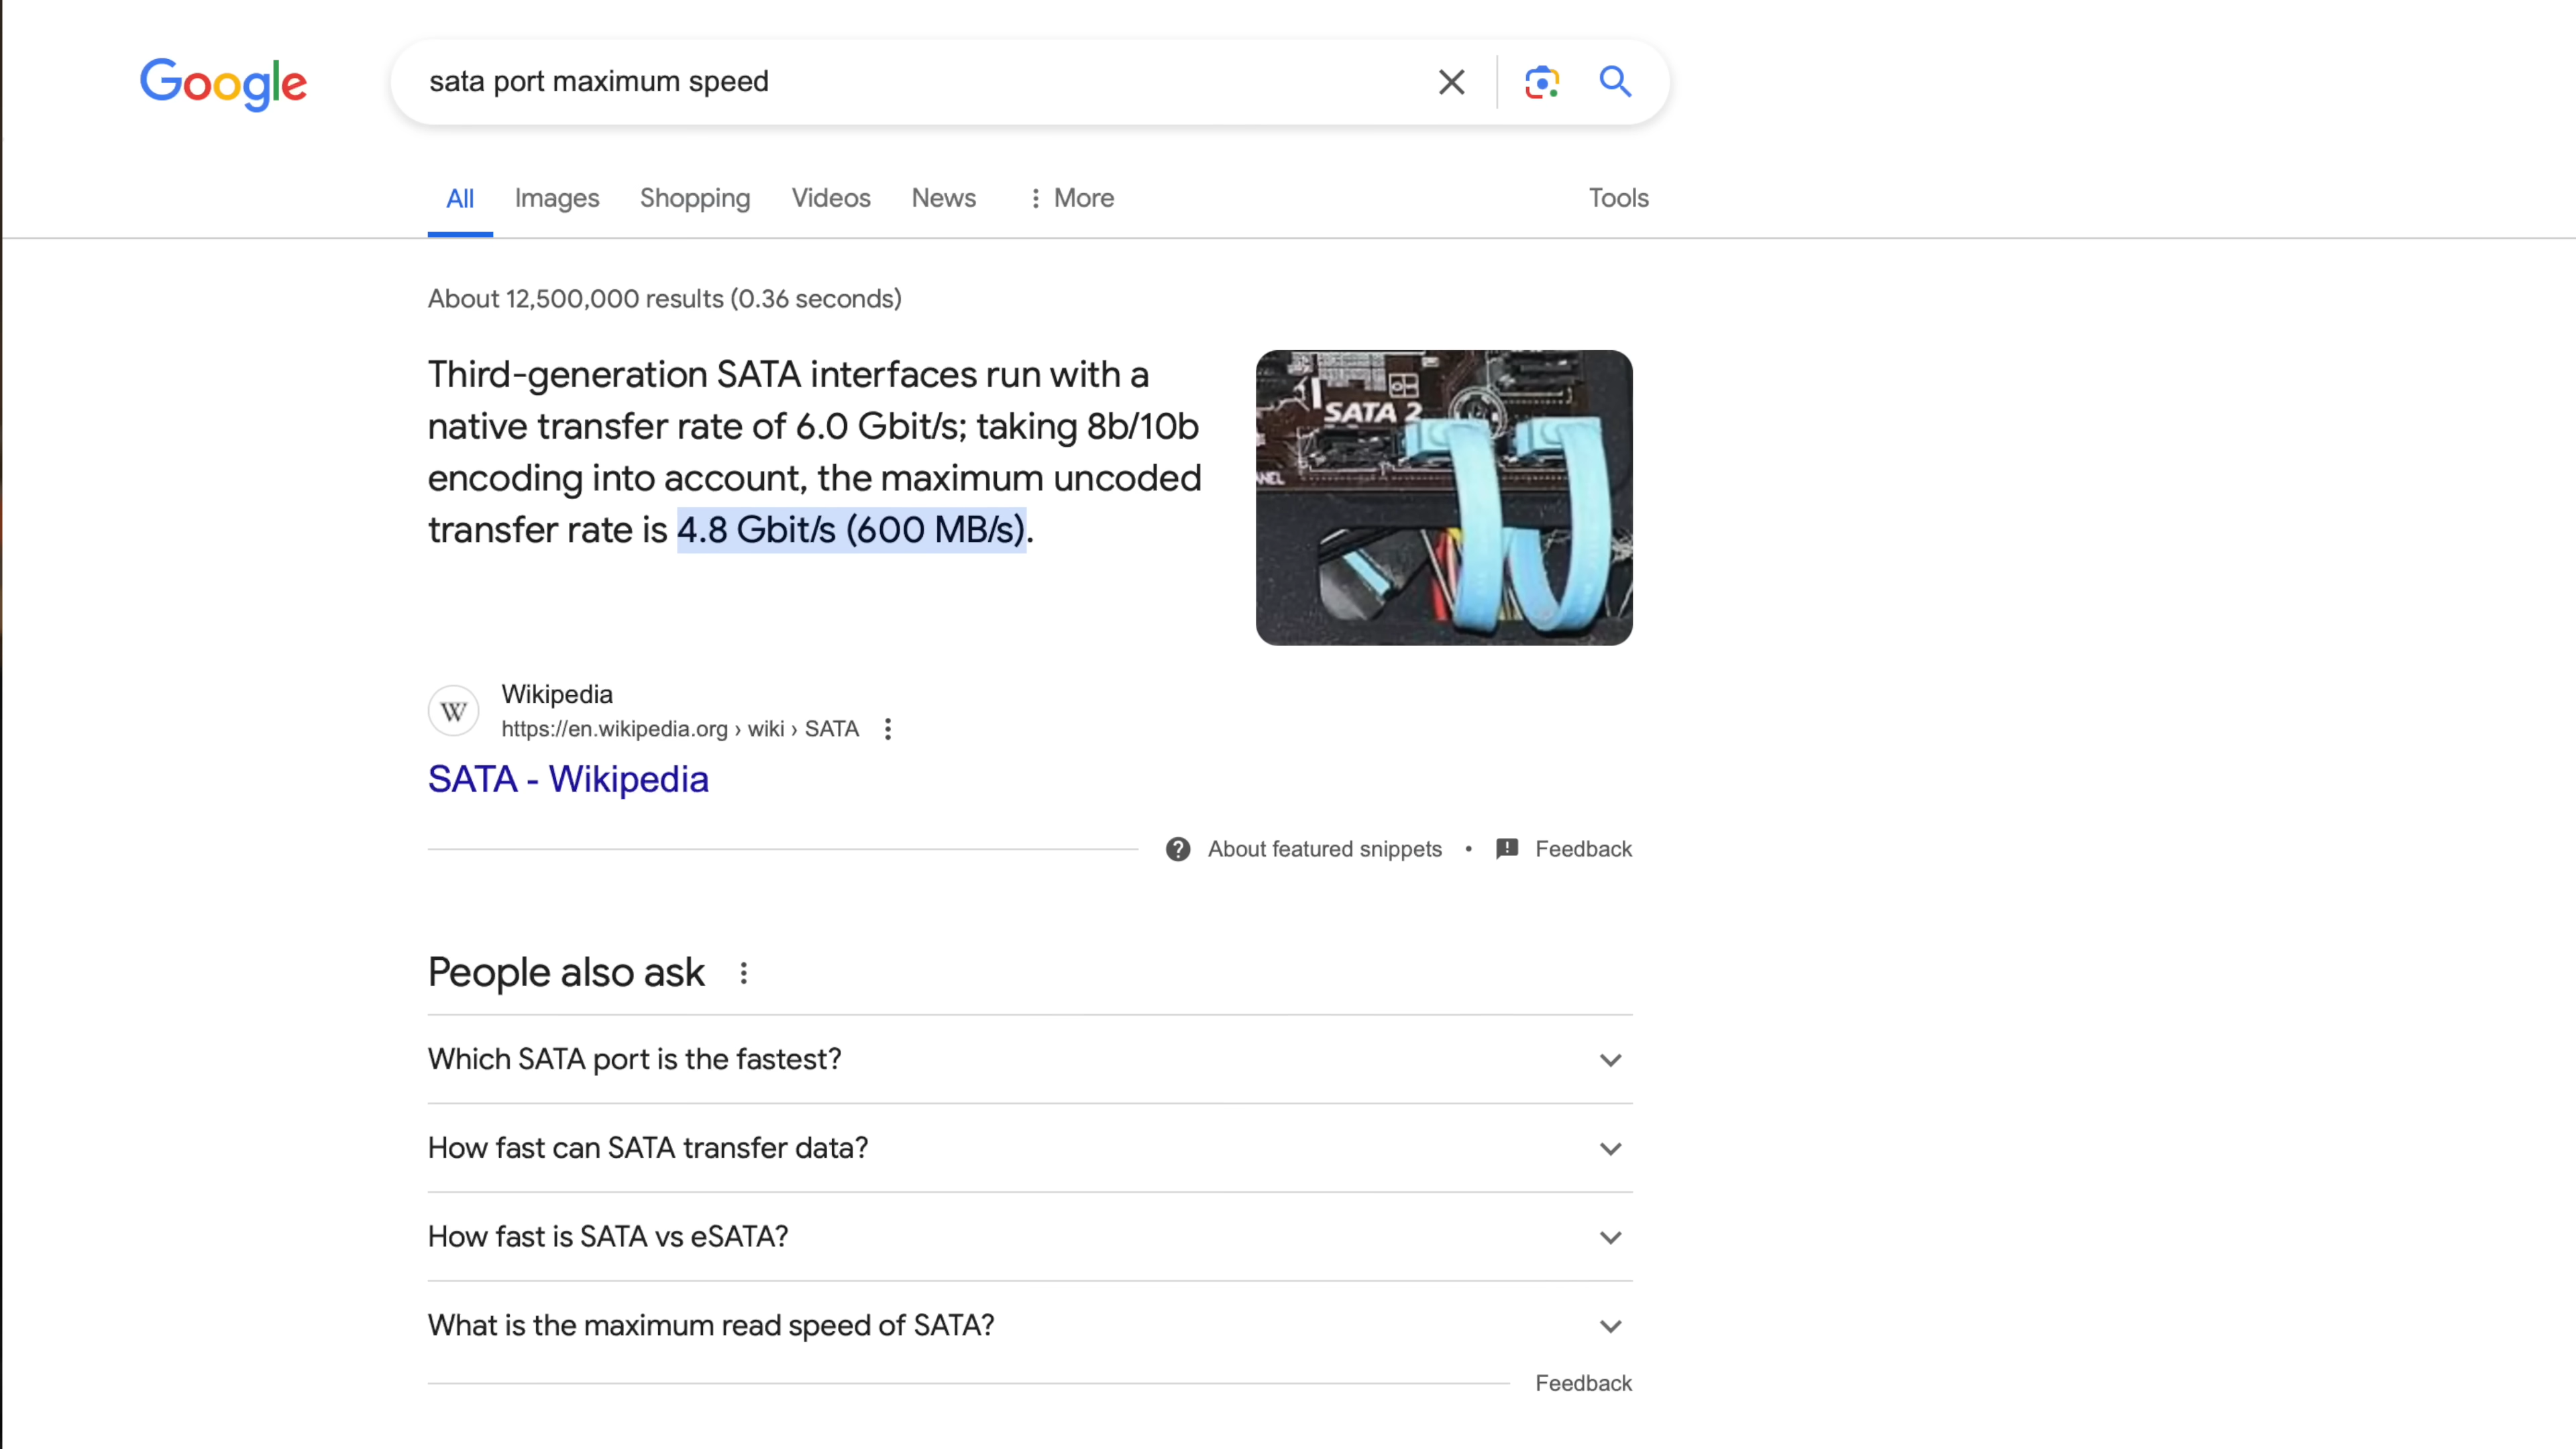 Google
sata port maximum speed
All Images Shopping Videos News More Tools
About 12,500,000 results (0.36 seconds)
Third-generation SATA interfaces run with a
native transfer rate of 6.0 Gbit/s; taking 8b/10b
encoding into account, the maximum uncoded
transfer rate is 4.8 Gbit/s (600 MB/s).
SATA 2
W
Wikipedia
https://en.wikipedia.org › wiki › SATA
SATA - Wikipedia
About featured snippets • Feedback
People also ask
Which SATA port is the fastest?
How fast can SATA transfer data?
How fast is SATA vs eSATA?
What is the maximum read speed of SATA?
Feedback